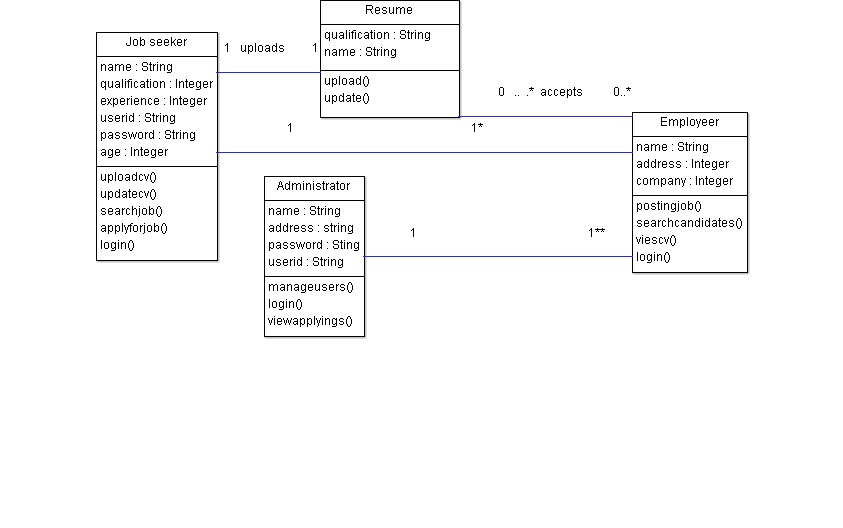 Resume
qualification : String
name : String
upload()
update()
Job seeker
name : String
qualification : Integer
experience : Integer
userid : String
password : String
age : Integer
uploadcv()
updatecv()
searchjob()
applyforjob()
login()
1 uploads 1
0 .. .* accepts 0..*
1 1*
Employeer
name : String
address : Integer
company : Integer
postingjob()
searchcandidates()
viescv()
login()
Administrator
name : String
address : string
password : Sting
userid : String
manageusers()
login()
viewapplyings()
1 1**